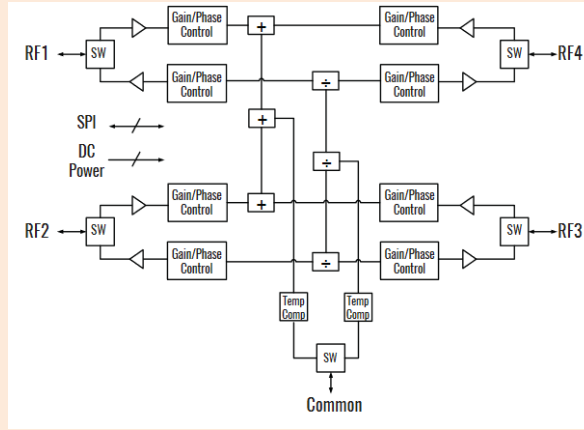 Gain/Phase
Control
+
Gain/Phase
Control
RF1
SW
SW
RF4
Gain/Phase
Control
÷
Gain/Phase
Control
SPI
+
DC
Power
÷
Gain/Phase
Control
+
Gain/Phase
Control
RF2
SW
SW
RF3
Gain/Phase
Control
÷
Gain/Phase
Control
Temp
Comp
Temp
Comp
SW
Common